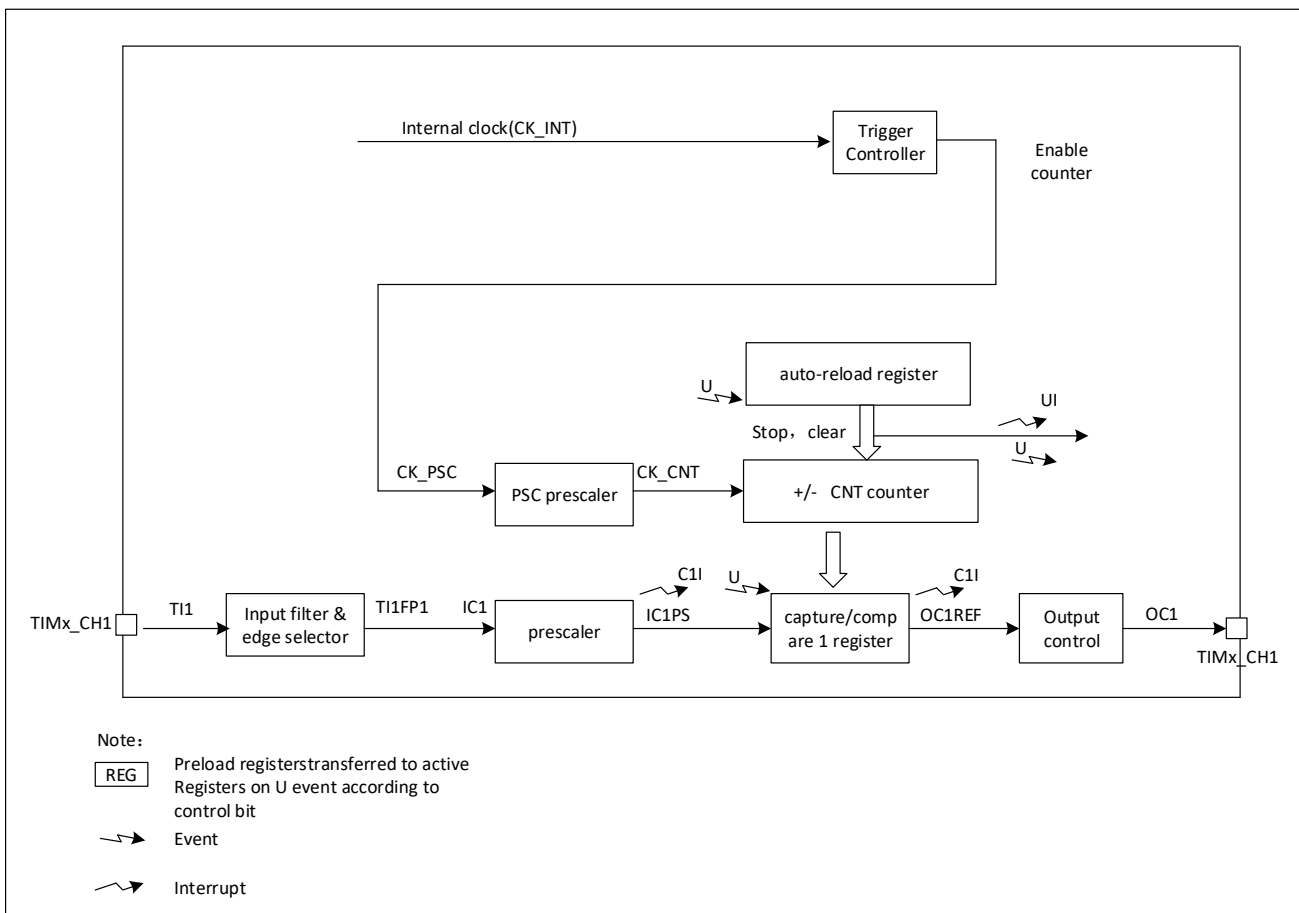 Internal clock(CK_INT)
Trigger
Controller
Enable
counter
auto-reload register
U
UI
Stop，clear
U
CK_PSC
CK_CNT
PSC prescaler
+/- CNT counter
TIMx_CH1
TI1
Input filter &
edge selector
TI1FP1
IC1
prescaler
C1I
IC1PS
U
capture/comp
are 1 register
C1I
OC1REF
Output
control
OC1
TIMx_CH1
Note：
REG
Preload registerstransferred to active
Registers on U event according to
control bit
Event
Interrupt